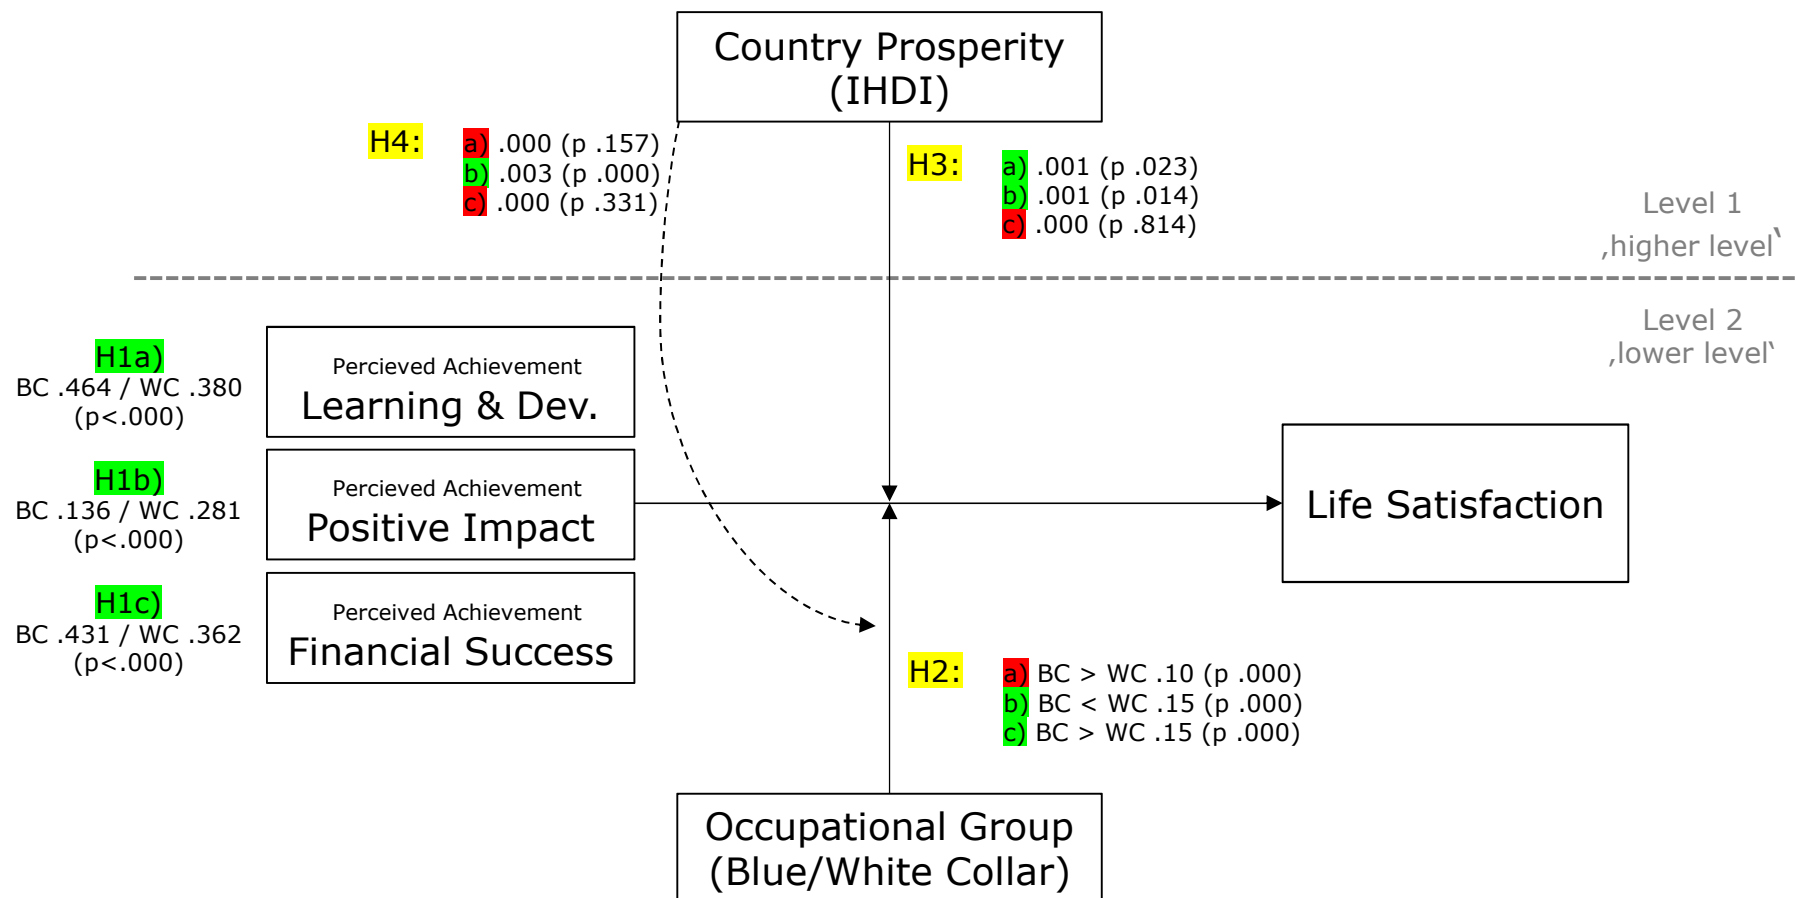 Country Prosperity
(IHDI)
H4:
a) .000 (p .157)
b) .003 (p .000)
c) .000 (p .331)
H3:
a) .001 (p .023)
b) .001 (p .014)
c) .000 (p .814)
Level 1
‚higher level‘
Level 2
‚lower level‘
H1a)
BC .464 / WC .380
(p<.000)
Percieved Achievement
Learning & Dev.
H1b)
BC .136 / WC .281
(p<.000)
Percieved Achievement
Positive Impact
H1c)
BC .431 / WC .362
(p<.000)
Perceived Achievement
Financial Success
Life Satisfaction
H2:
a) BC > WC .10 (p .000)
b) BC < WC .15 (p .000)
c) BC > WC .15 (p .000)
Occupational Group
(Blue/White Collar)